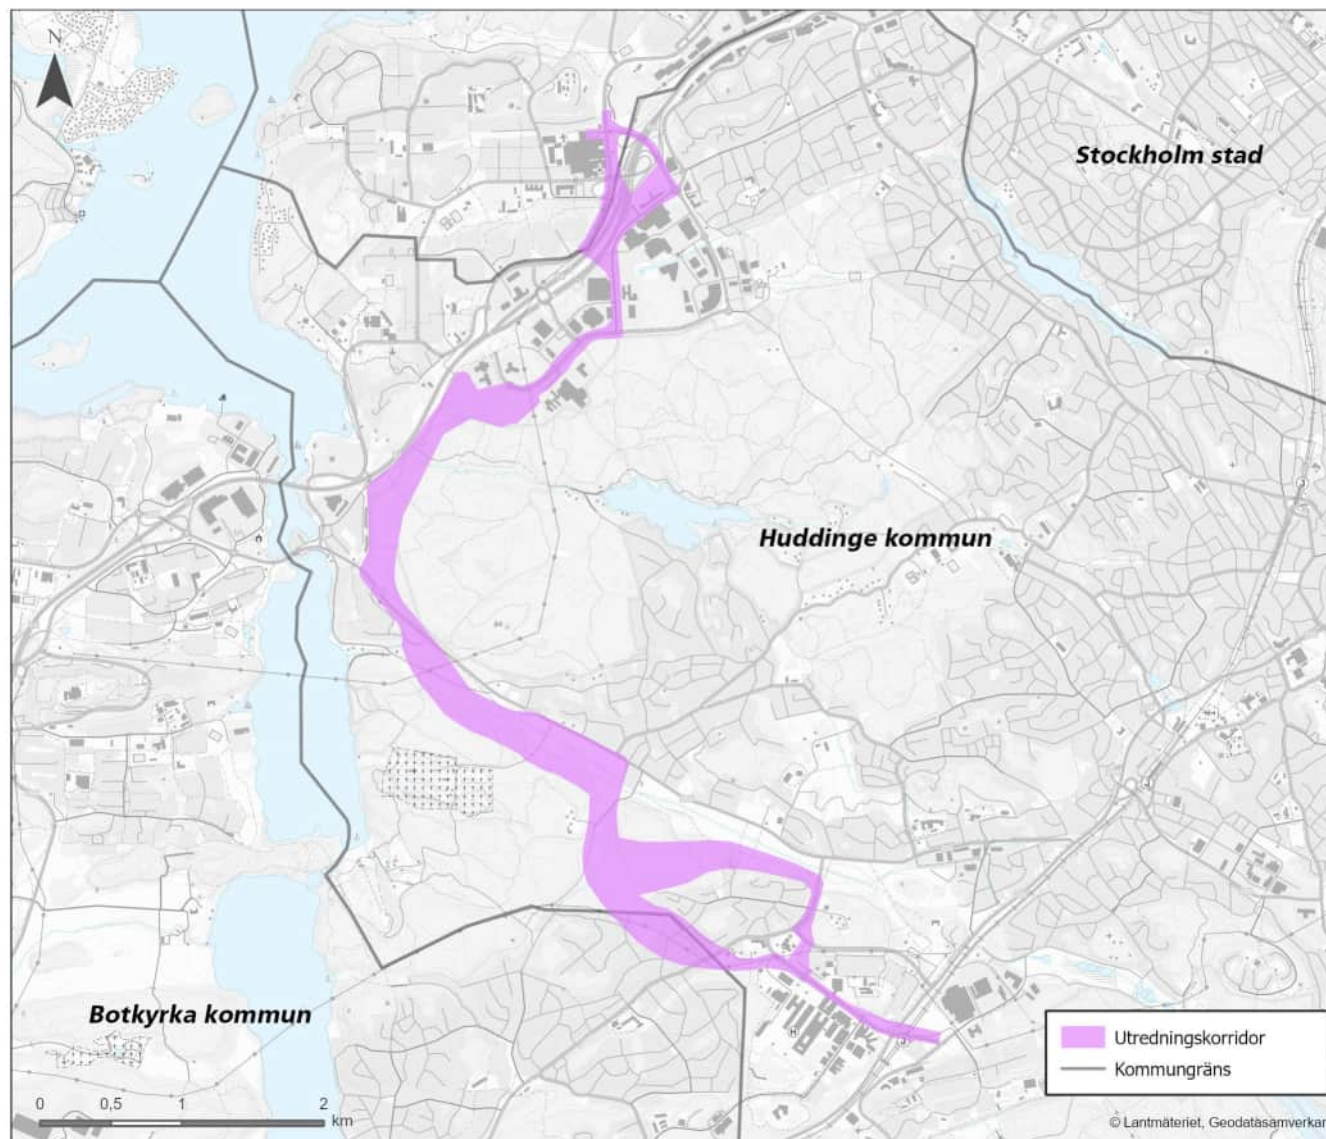 N
Stockholm stad
Huddinge kommun
Botkyrka kommun
H
J
J
J
Utredningskorridor
Kommungräns
0 0,5 1 2
km
© Lantmäteriet, Geodatasamverkan